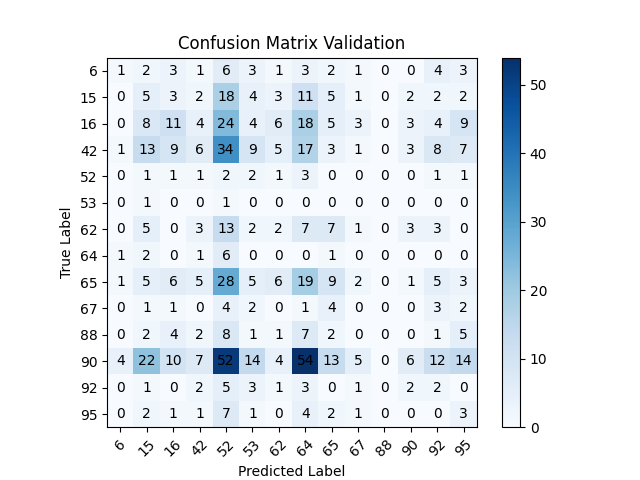 Confusion Matrix Validation
6 1 2 3 1 6 3 1 3 2 1 0 0 4 3
15 0 5 3 2 18 4 3 11 5 1 0 2 2 2
16 0 8 11 4 24 4 6 18 5 3 0 3 4 9
42 1 13 9 6 34 9 5 17 3 1 0 3 8 7
52 0 1 1 1 2 2 1 3 0 0 0 0 1 1
53 0 1 0 0 1 0 0 0 0 0 0 0 0 0
62 0 5 0 3 13 2 2 7 7 1 0 3 3 0
64 1 2 0 1 6 0 0 0 1 0 0 0 0 0
65 1 5 6 5 28 5 6 19 9 2 0 1 5 3
67 0 1 1 0 4 2 0 1 4 0 0 0 3 2
88 0 2 4 2 8 1 1 7 2 0 0 0 1 5
90 4 22 10 7 52 14 4 54 13 5 0 6 12 14
92 0 1 0 2 5 3 1 3 0 1 0 2 2 0
95 0 2 1 1 7 1 0 4 2 1 0 0 0 3
6 15 16 42 52 53 62 64 65 67 88 90 92 95
True Label
Predicted Label
50
40
30
20
10
0